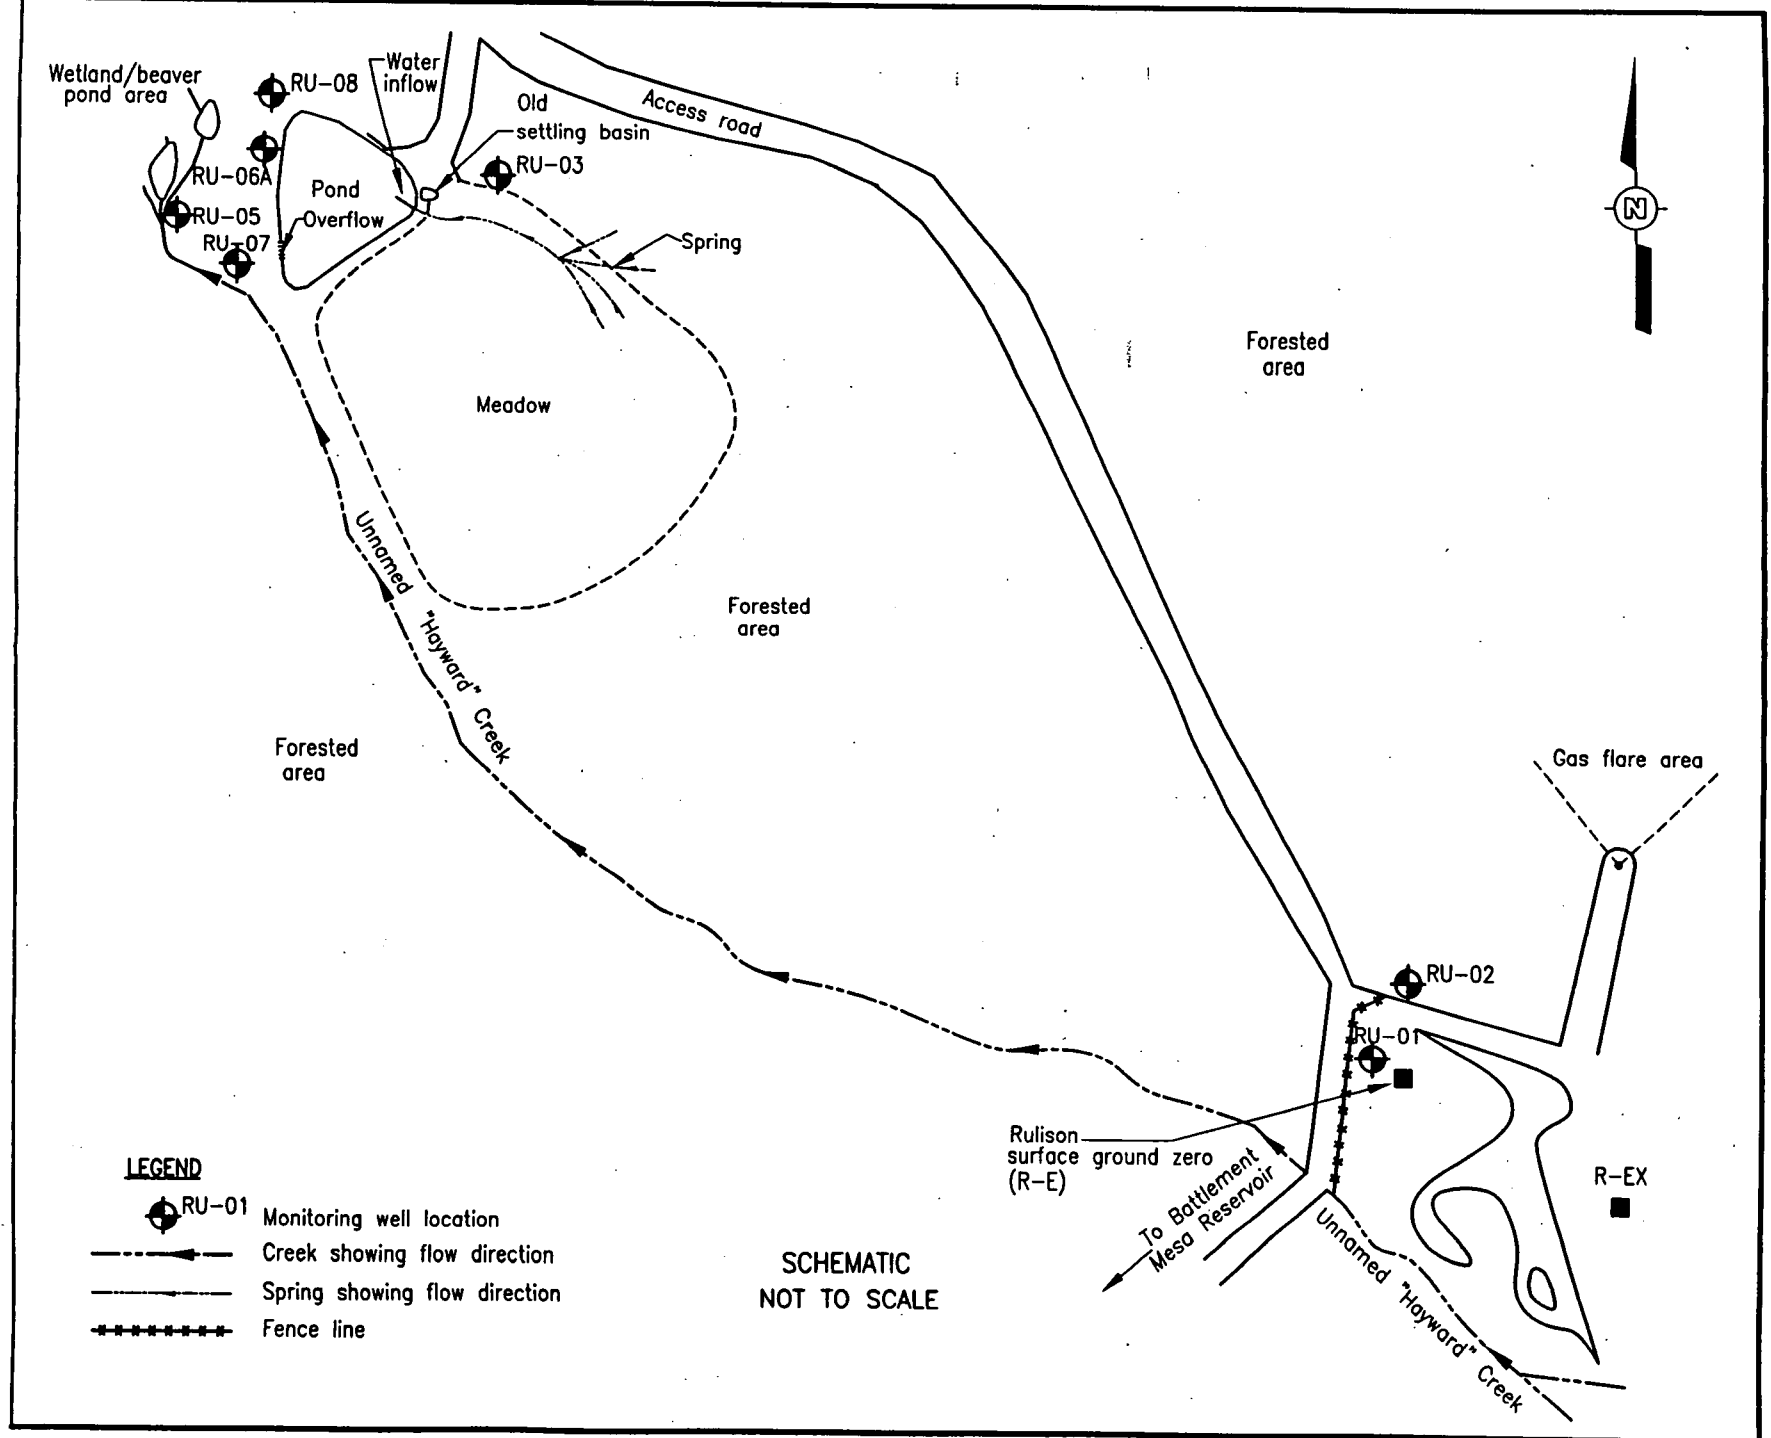 Wetland/beaver
pond area
RU-08
Water
inflow
Old
settling basin
Access road
RU-03
RU-06A
Pond
Overflow
RU-05
RU-07
Spring
N
Forested
area
Meadow
Unnamed "Hayward" Creek
Forested
area
Forested
area
Gas flare area
RU-02
RU-01
Rulison
surface ground zero
(R-E)
To Battlement
Mesa Reservoir
R-EX
Unnamed "Hayward" Creek
LEGEND
RU-01
Monitoring well location
Creek showing flow direction
Spring showing flow direction
Fence line
SCHEMATIC
NOT TO SCALE